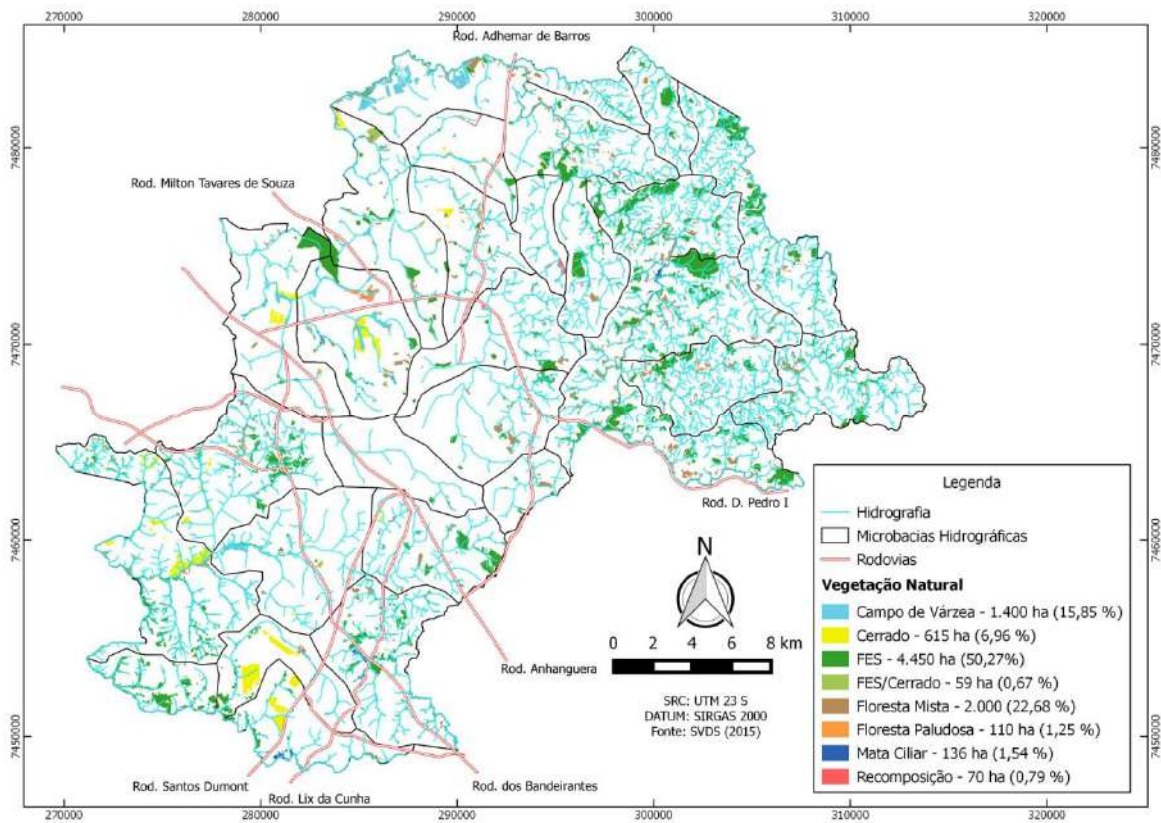 270000 280000 290000 300000 310000 320000
Rod. Adhemar de Barros
7480000 7480000
Rod. Milton Tavares de Souza
7470000 7470000
Rod. D. Pedro I
7460000 7460000
Rod. Anhanguera
7450000 7450000
Rod. Santos Dumont
Rod. Lix da Cunha
Rod. dos Bandeirantes
N
0 2 4 6 8 km
SRC: UTM 23 S
DATUM: SIRGAS 2000
Fonte: SVDS (2015)
Legenda
Hidrografia
Microbacias Hidrográficas
Rodovias
Vegetação Natural
Campo de Várzea - 1.400 ha (15,85 %)
Cerrado - 615 ha (6,96 %)
FES - 4.450 ha (50,27%)
FES/Cerrado - 59 ha (0,67 %)
Floresta Mista - 2.000 (22,68 %)
Floresta Paludosa - 110 ha (1,25 %)
Mata Ciliar - 136 ha (1,54 %)
Recomposição - 70 ha (0,79 %)
270000 280000 290000 300000 310000 320000